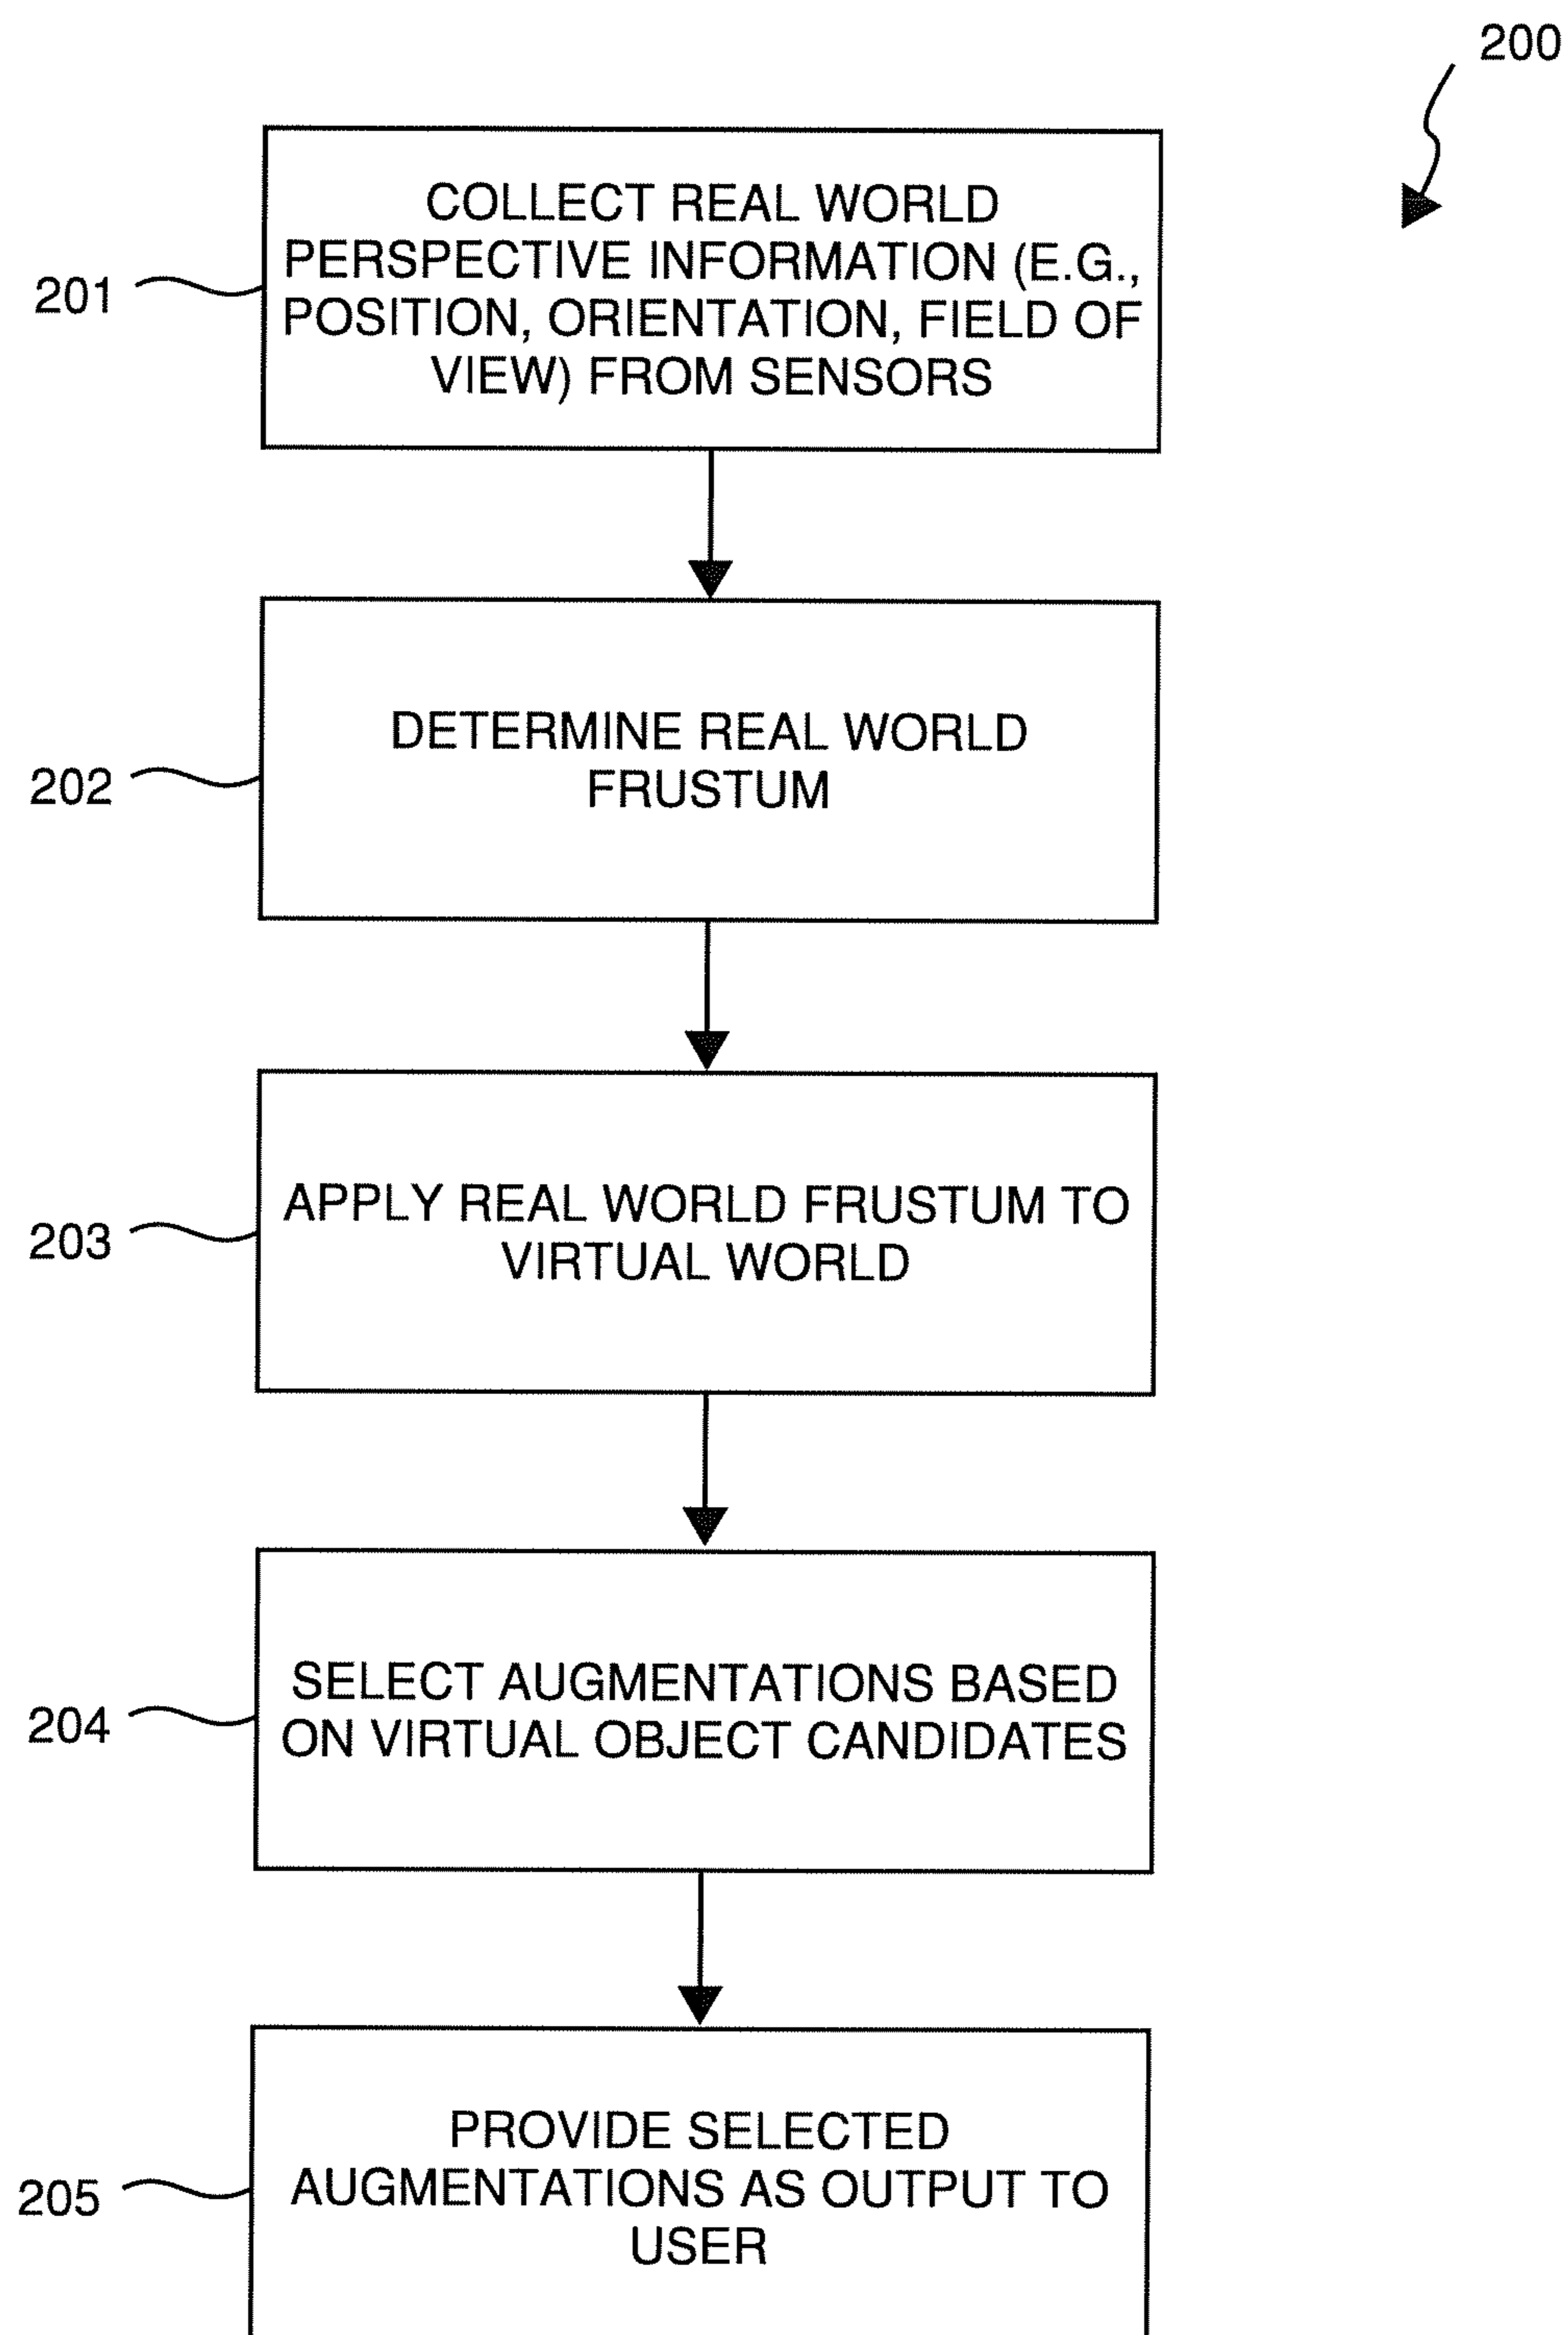 200
COLLECT REAL WORLD
PERSPECTIVE INFORMATION (E.G.,
POSITION, ORIENTATION, FIELD OF
VIEW) FROM SENSORS
201
DETERMINE REAL WORLD
FRUSTUM
202
APPLY REAL WORLD FRUSTUM TO
VIRTUAL WORLD
203
SELECT AUGMENTATIONS BASED
ON VIRTUAL OBJECT CANDIDATES
204
PROVIDE SELECTED
AUGMENTATIONS AS OUTPUT TO
USER
205